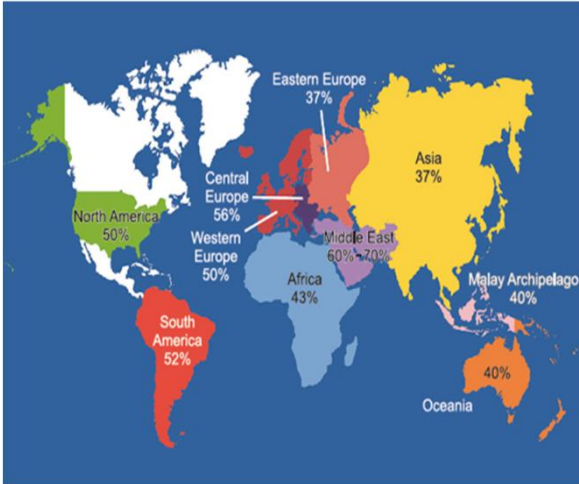 Eastern Europe
37%
Asia
37%
Central
Europe
56%
North America
50%
Western
Europe
50%
Middle East
60%-70%
Africa
43%
Malay Archipelago
40%
South
America
52%
40%
Oceania